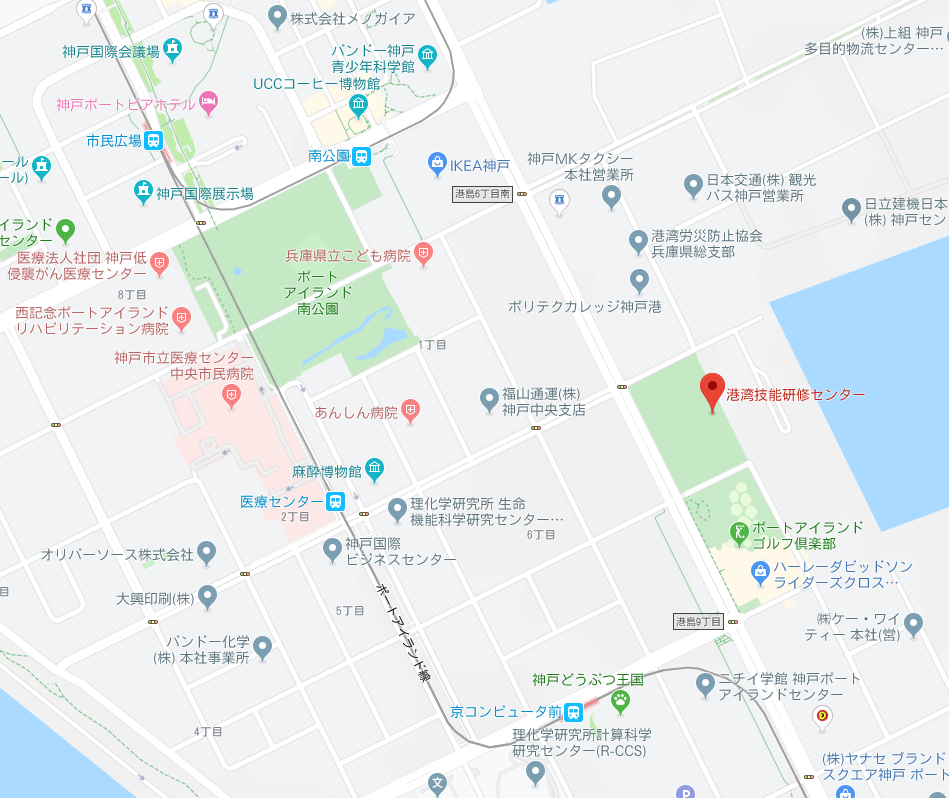 株式会社メノガイア
(株)上組 神戸
多目的物流センター…
神戸国際会議場
バンドー神戸
青少年科学館
UCCコーヒー博物館
神戸ポートピアホテル
市民広場
南公園
IKEA神戸
神戸MKタクシー
本社営業所
港島6丁目南
日本交通(株) 観光
バス神戸営業所
日立建機日本
(株) 神戸セン
ール
ール)
神戸国際展示場
イランド
センター
医療法人社団 神戸低
侵襲がん医療センター
8丁目
兵庫県立こども病院
ポート
アイランド
南公園
港湾労災防止協会
兵庫県総支部
ポリテクカレッジ神戸港
西記念ポートアイランド
リハビリテーション病院
1丁目
神戸市立医療センター
中央市民病院
あんしん病院
福山通運(株)
神戸中央支店
港湾技能研修センター
麻酔博物館
医療センター
2丁目
理化学研究所 生命
機能科学研究センター…
6丁目
ポートアイランド
ゴルフ倶楽部
オリバーソース株式会社
神戸国際
ビジネスセンター
ハーレーダビッドソン
ライダーズクロス…
目
大興印刷(株)
5丁目
ポートアイランド線
港島9丁目
㈱ケー・ワイ
ティー 本社(営)
バンドー化学
(株) 本社事業所
神戸どうぶつ王国
ニチイ学館 神戸ポート
アイランドセンター
京コンピュータ前
4丁目
理化学研究所計算科学
研究センター(R-CCS)
D
(株)ヤナセ ブランド
スクエア神戸 ポート
文
P